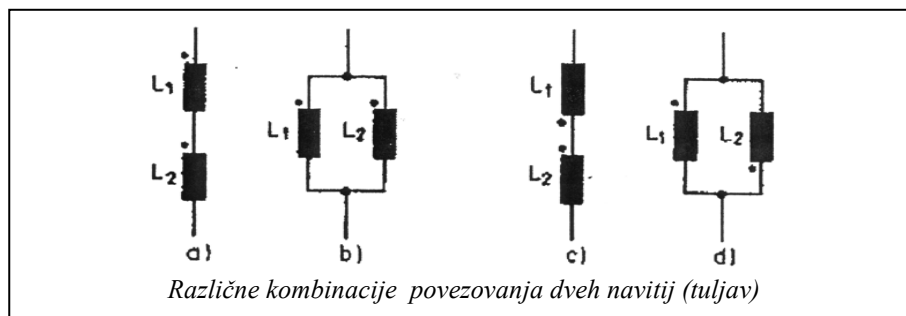 L1
L2
a)
L1
L2
b)
L1
L2
c)
L1
L2
d)
Različne kombinacije povezovanja dveh navitij (tuljav)